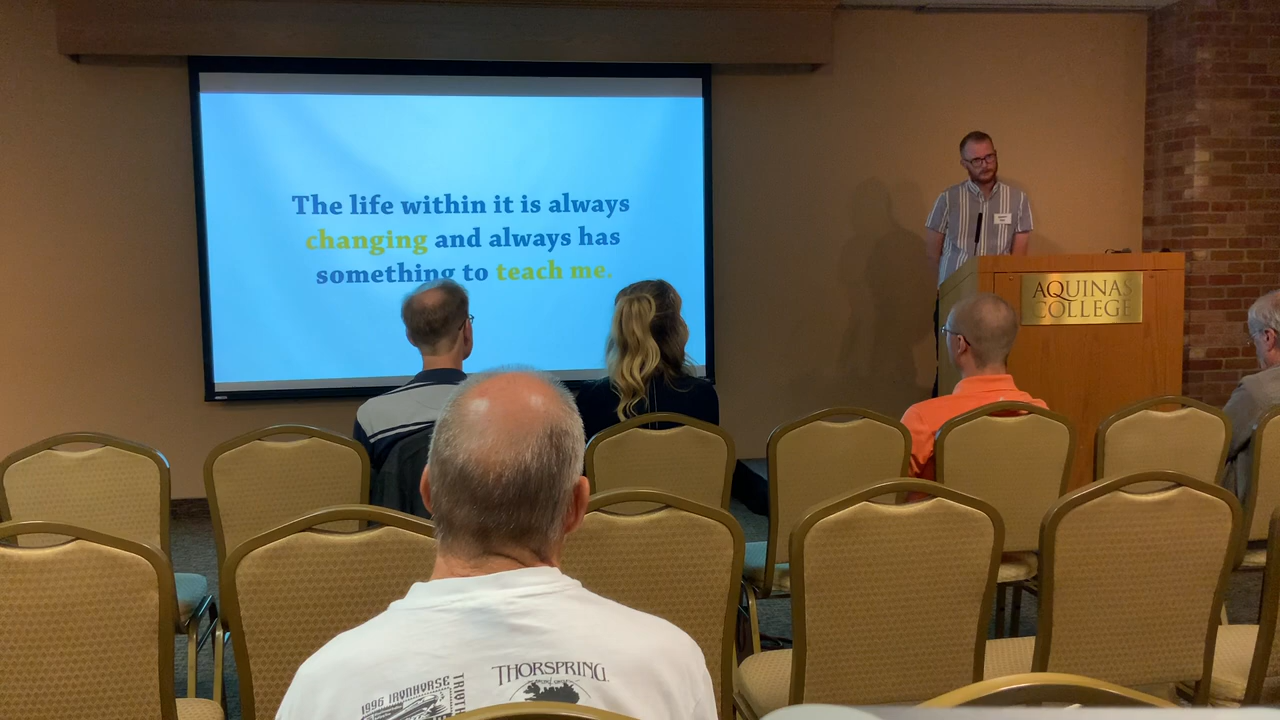 The life within it is always
changing and always has
something to teach me.
AQUINAS
COLLEGE
THORSPRING
1996 IRONHORSE